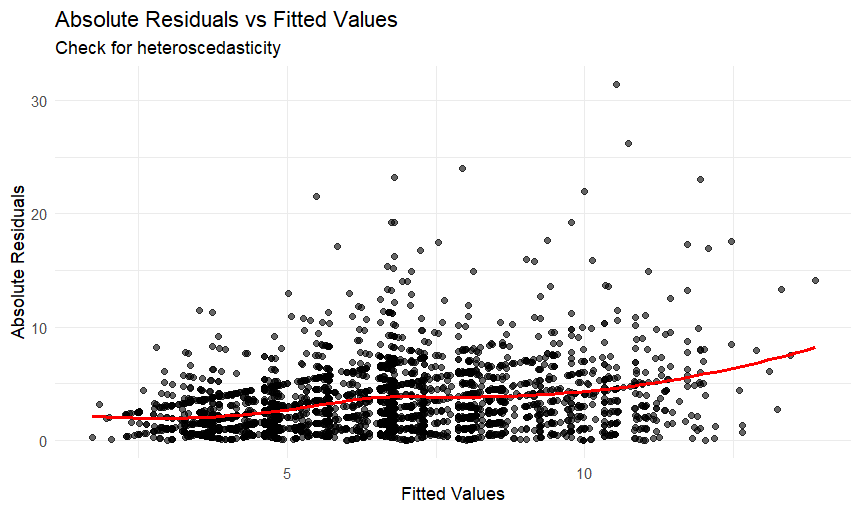 Absolute Residuals vs Fitted Values
Check for heteroscedasticity
30
20
10
0
Absolute Residuals
5
10
Fitted Values